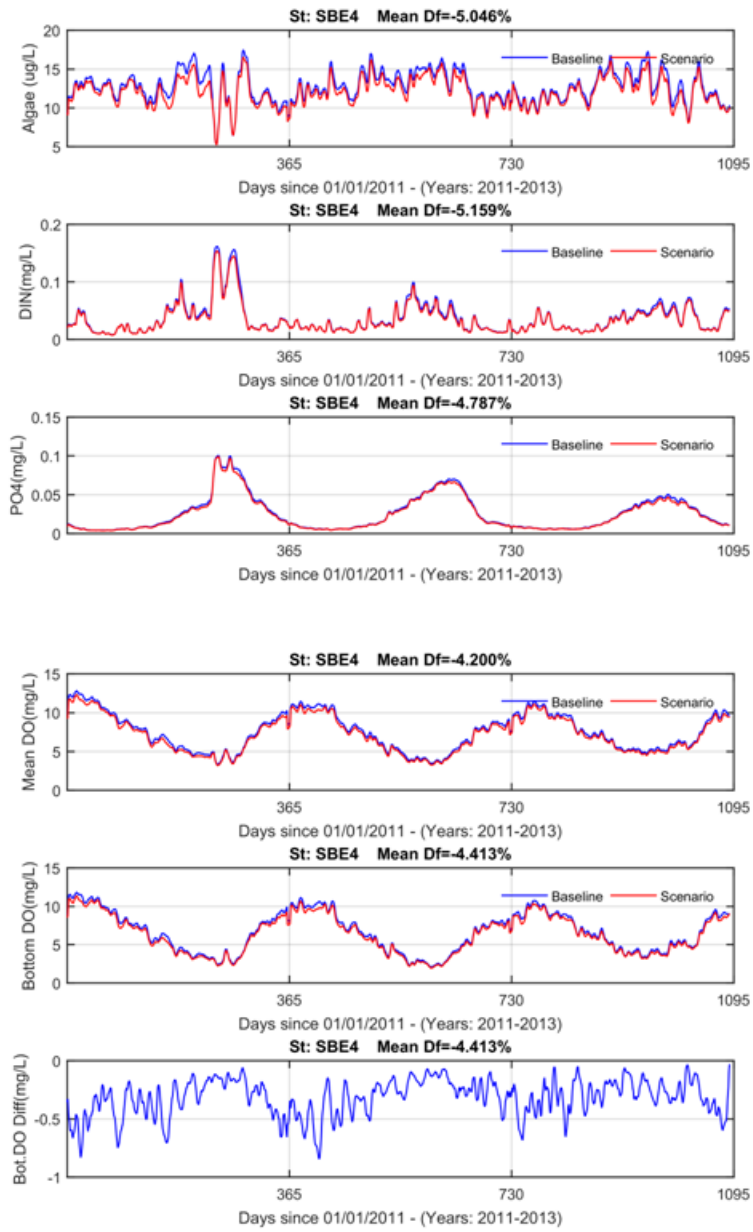 St: SBE4 Mean Df=-5.046%
20
15
10
5
Algae (ug/L)
Baseline Scenario
365 730 1095
Days since 01/01/2011 - (Years: 2011-2013)
St: SBE4 Mean Df=-5.159%
0.2
0.1
0
DIN(mg/L)
Baseline Scenario
365 730 1095
Days since 01/01/2011 - (Years: 2011-2013)
St: SBE4 Mean Df=-4.787%
0.15
0.1
0.05
0
PO4(mg/L)
Baseline Scenario
365 730 1095
Days since 01/01/2011 - (Years: 2011-2013)
St: SBE4 Mean Df=-4.200%
15
10
5
0
Mean DO(mg/L)
Baseline Scenario
365 730 1095
Days since 01/01/2011 - (Years: 2011-2013)
St: SBE4 Mean Df=-4.413%
15
10
5
0
Bottom DO(mg/L)
Baseline Scenario
365 730 1095
Days since 01/01/2011 - (Years: 2011-2013)
St: SBE4 Mean Df=-4.413%
0
-0.5
-1
Bot.DO Diff(mg/L)
365 730 1095
Days since 01/01/2011 - (Years: 2011-2013)